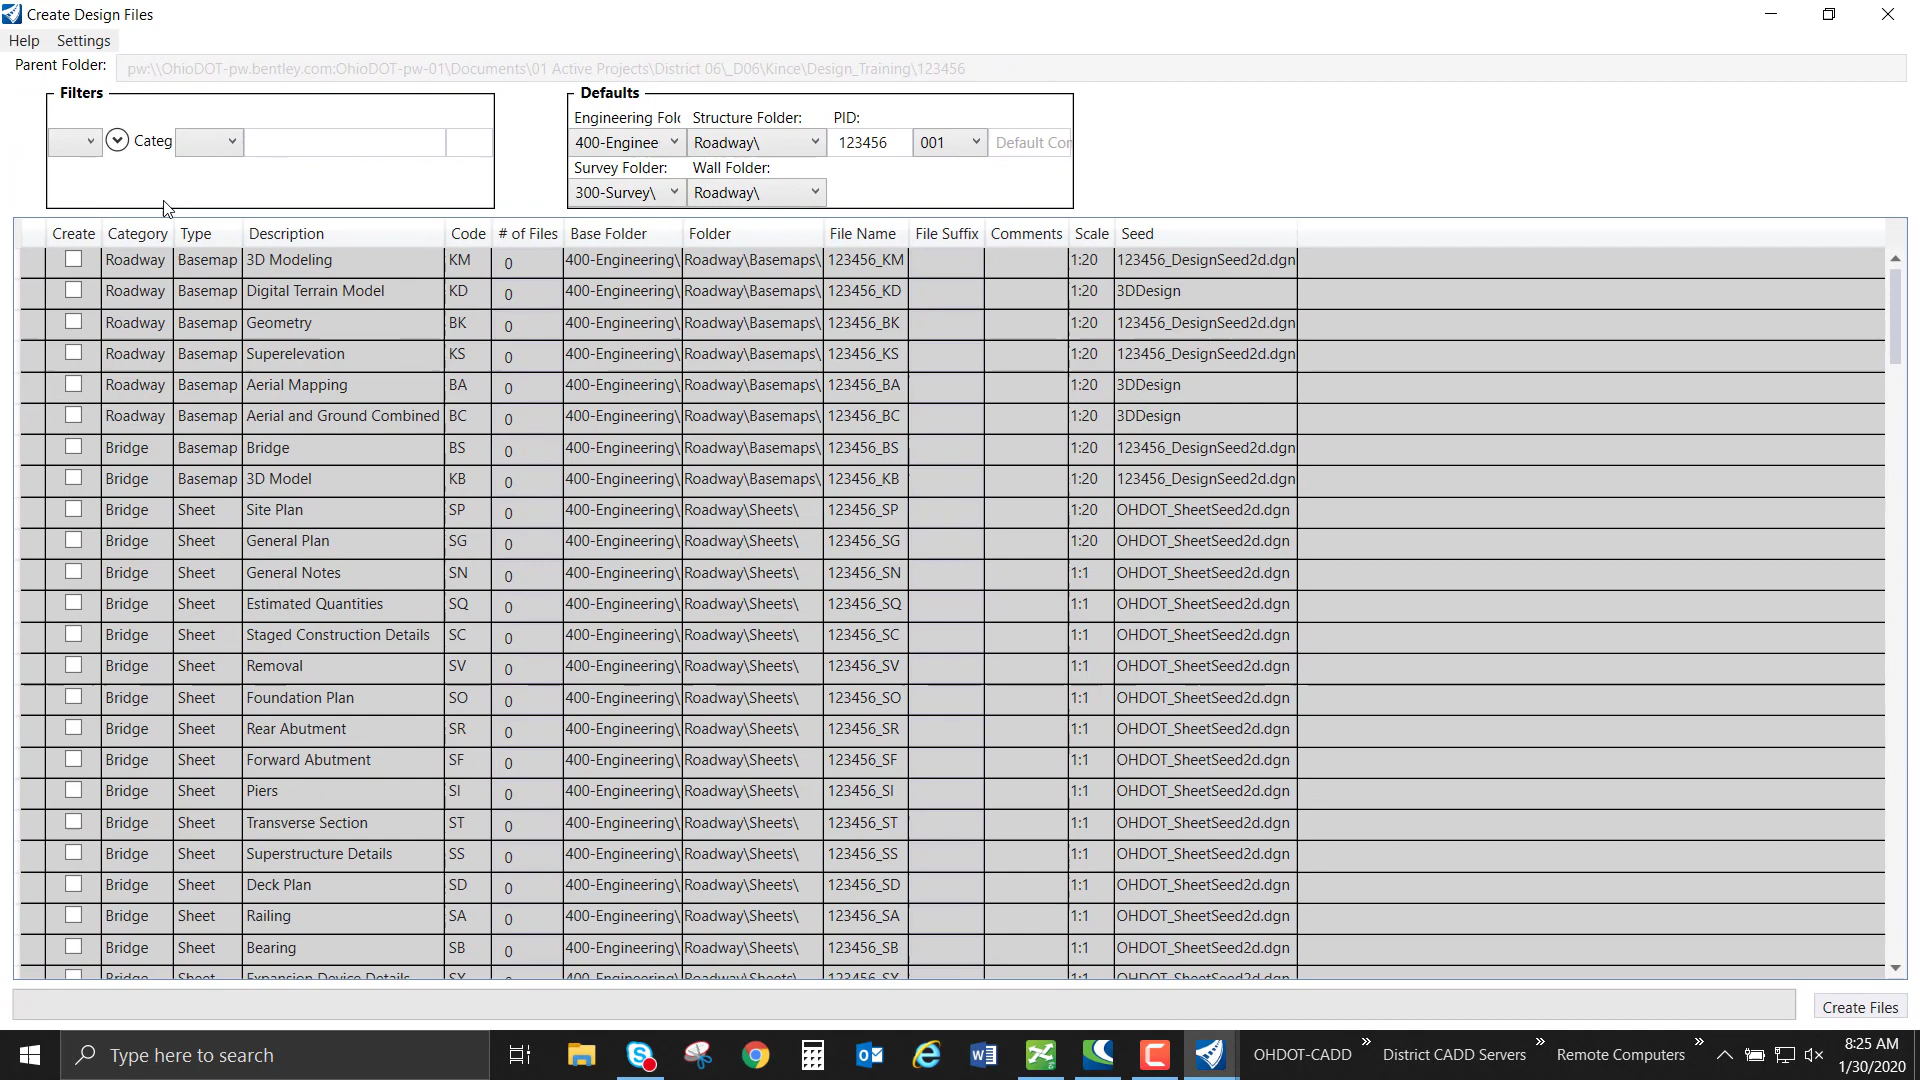 Create Design Files
Help Settings
Parent Folder: pw:\\OhioDOT-pw.bentley.com:OhioDOT-pw-01\Documents\01 Active Projects\District 06\_D06\Kince\Design_Training\123456
Filters
Categ
Defaults
Engineering Folc Structure Folder: PID:
400-Enginee Roadway\ 123456 001 Default Cor
Survey Folder: Wall Folder:
300-Survey\ Roadway\
Create Category Type Description Code # of Files Base Folder Folder File Name File Suffix Comments Scale Seed
Roadway Basemap 3D Modeling KM 0 400-Engineering\ Roadway\Basemaps\ 123456_KM 1:20 123456_DesignSeed2d.dgn
Roadway Basemap Digital Terrain Model KD 0 400-Engineering\ Roadway\Basemaps\ 123456_KD 1:20 3DDesign
Roadway Basemap Geometry BK 0 400-Engineering\ Roadway\Basemaps\ 123456_BK 1:20 123456_DesignSeed2d.dgn
Roadway Basemap Superelevation KS 0 400-Engineering\ Roadway\Basemaps\ 123456_KS 1:20 123456_DesignSeed2d.dgn
Roadway Basemap Aerial Mapping BA 0 400-Engineering\ Roadway\Basemaps\ 123456_BA 1:20 3DDesign
Roadway Basemap Aerial and Ground Combined BC 0 400-Engineering\ Roadway\Basemaps\ 123456_BC 1:20 3DDesign
Bridge Basemap Bridge BS 0 400-Engineering\ Roadway\Basemaps\ 123456_BS 1:20 123456_DesignSeed2d.dgn
Bridge Basemap 3D Model KB 0 400-Engineering\ Roadway\Basemaps\ 123456_KB 1:20 123456_DesignSeed2d.dgn
Bridge Sheet Site Plan SP 0 400-Engineering\ Roadway\Sheets\ 123456_SP 1:20 OHDOT_SheetSeed2d.dgn
Bridge Sheet General Plan SG 0 400-Engineering\ Roadway\Sheets\ 123456_SG 1:20 OHDOT_SheetSeed2d.dgn
Bridge Sheet General Notes SN 0 400-Engineering\ Roadway\Sheets\ 123456_SN 1:1 OHDOT_SheetSeed2d.dgn
Bridge Sheet Estimated Quantities SQ 0 400-Engineering\ Roadway\Sheets\ 123456_SQ 1:1 OHDOT_SheetSeed2d.dgn
Bridge Sheet Staged Construction Details SC 0 400-Engineering\ Roadway\Sheets\ 123456_SC 1:1 OHDOT_SheetSeed2d.dgn
Bridge Sheet Removal SV 0 400-Engineering\ Roadway\Sheets\ 123456_SV 1:1 OHDOT_SheetSeed2d.dgn
Bridge Sheet Foundation Plan SO 0 400-Engineering\ Roadway\Sheets\ 123456_SO 1:1 OHDOT_SheetSeed2d.dgn
Bridge Sheet Rear Abutment SR 0 400-Engineering\ Roadway\Sheets\ 123456_SR 1:1 OHDOT_SheetSeed2d.dgn
Bridge Sheet Forward Abutment SF 0 400-Engineering\ Roadway\Sheets\ 123456_SF 1:1 OHDOT_SheetSeed2d.dgn
Bridge Sheet Piers SI 0 400-Engineering\ Roadway\Sheets\ 123456_SI 1:1 OHDOT_SheetSeed2d.dgn
Bridge Sheet Transverse Section ST 0 400-Engineering\ Roadway\Sheets\ 123456_ST 1:1 OHDOT_SheetSeed2d.dgn
Bridge Sheet Superstructure Details SS 0 400-Engineering\ Roadway\Sheets\ 123456_SS 1:1 OHDOT_SheetSeed2d.dgn
Bridge Sheet Deck Plan SD 0 400-Engineering\ Roadway\Sheets\ 123456_SD 1:1 OHDOT_SheetSeed2d.dgn
Bridge Sheet Railing SA 0 400-Engineering\ Roadway\Sheets\ 123456_SA 1:1 OHDOT_SheetSeed2d.dgn
Bridge Sheet Bearing SB 0 400-Engineering\ Roadway\Sheets\ 123456_SB 1:1 OHDOT_SheetSeed2d.dgn
Bridge Sheet Expansion Device Details SX 400-Engineering\ Roadway\Sheets\ 123456_SX 1:1 OHDOT_SheetSeed2d.dgn
Create Files
Type here to search
OHDOT-CADD » District CADD Servers » Remote Computers »
8:25 AM
1/30/2020